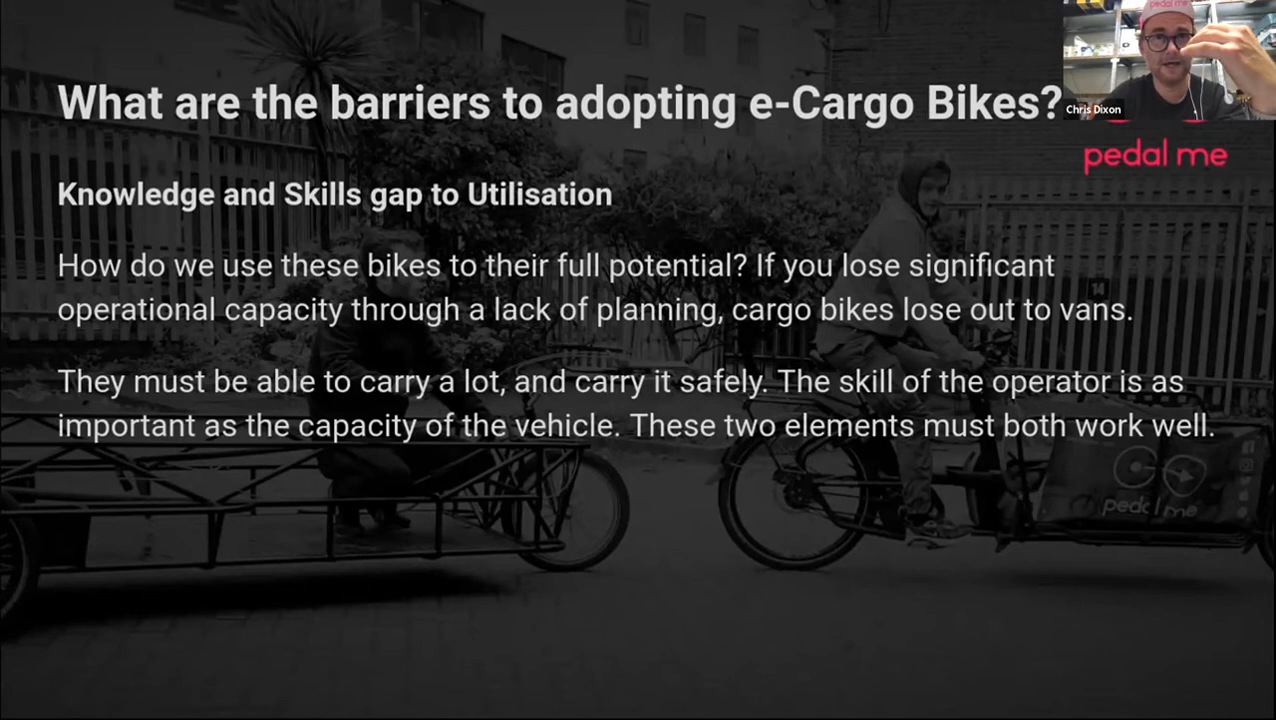 What are the barriers to adopting e-Cargo Bikes?
pedal me
Chris Dixon
pedal me
Knowledge and Skills gap to Utilisation
How do we use these bikes to their full potential? If you lose significant
operational capacity through a lack of planning, cargo bikes lose out to vans.
14
They must be able to carry a lot, and carry it safely. The skill of the operator is as
important as the capacity of the vehicle. These two elements must both work well.
pedal me